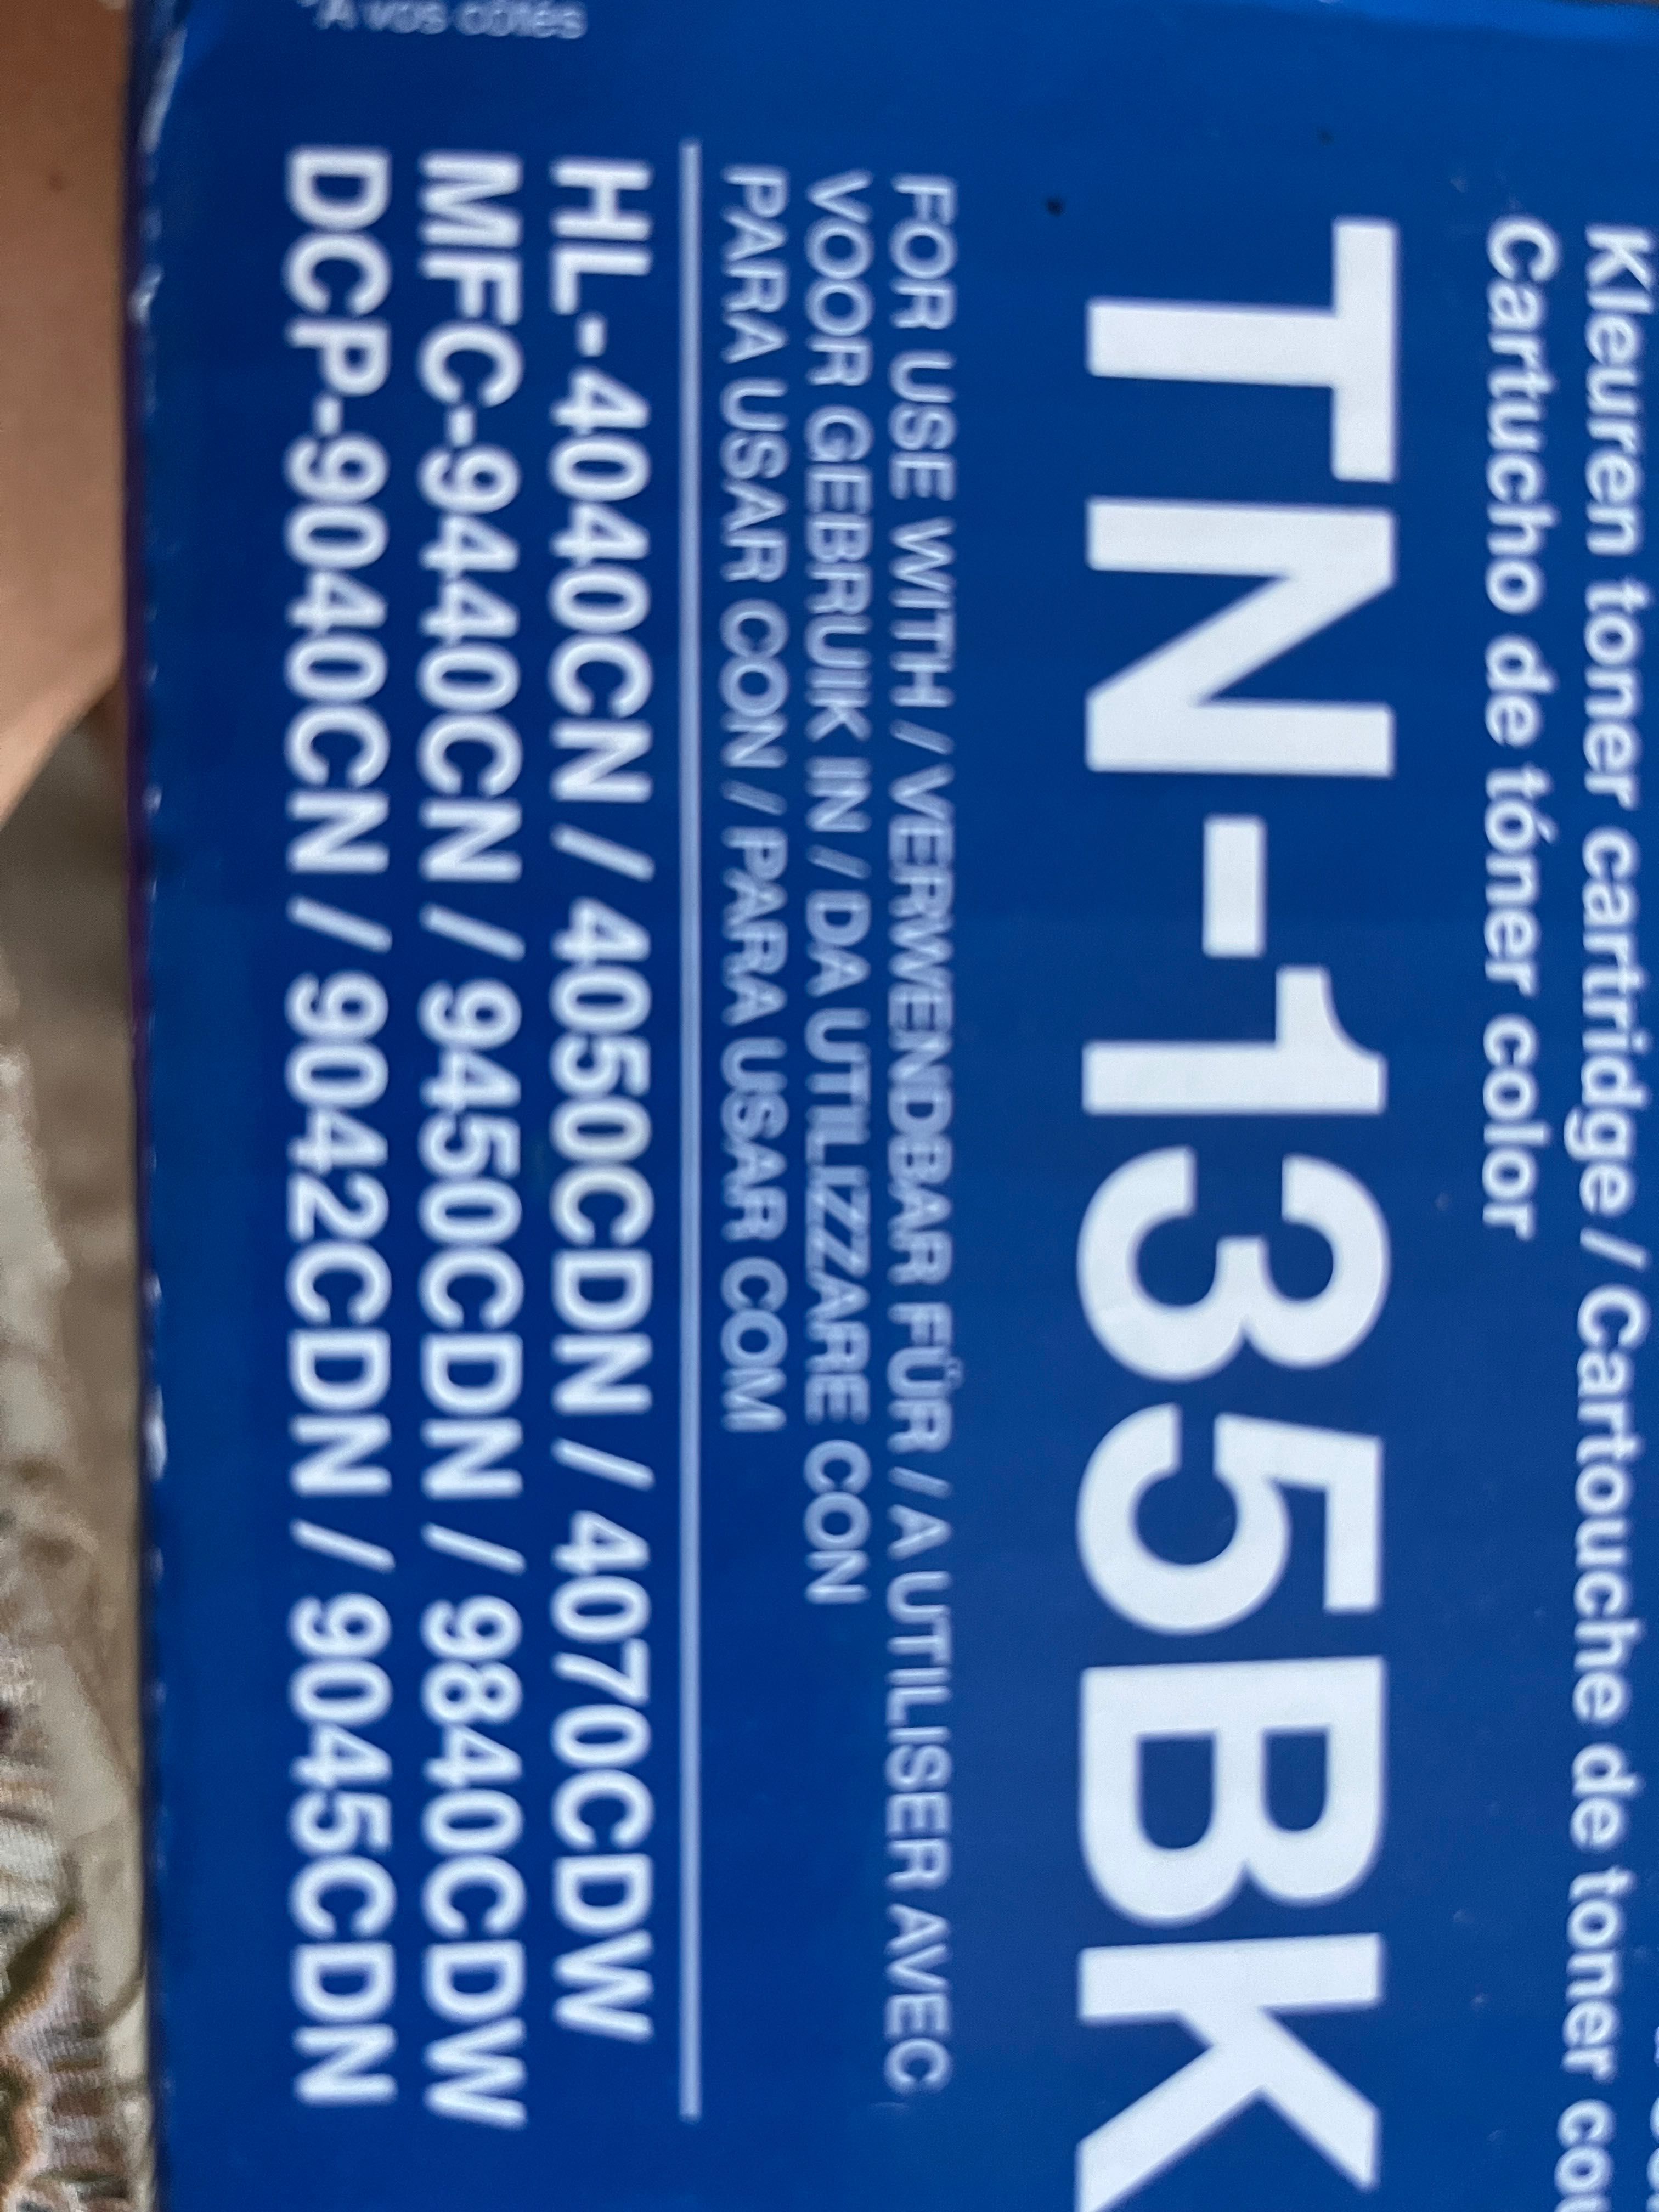 Kleuren toner cartridge / Cartouche de toner
Cartucho de tóner color
TN-135BK
FOR USE WITH / VERWENDBAR FÜR / A UTILISER AVEC
VOOR GEBRUIK IN / DA UTILIZZARE CON
PARA USAR CON / PARA USAR COM
HL-4040CN / 4050CDN / 4070CDW
MFC-9440CN / 9450CDN / 9840CDW
DCP-9040CN / 9042CDN / 9045CDN
*A vos côtés